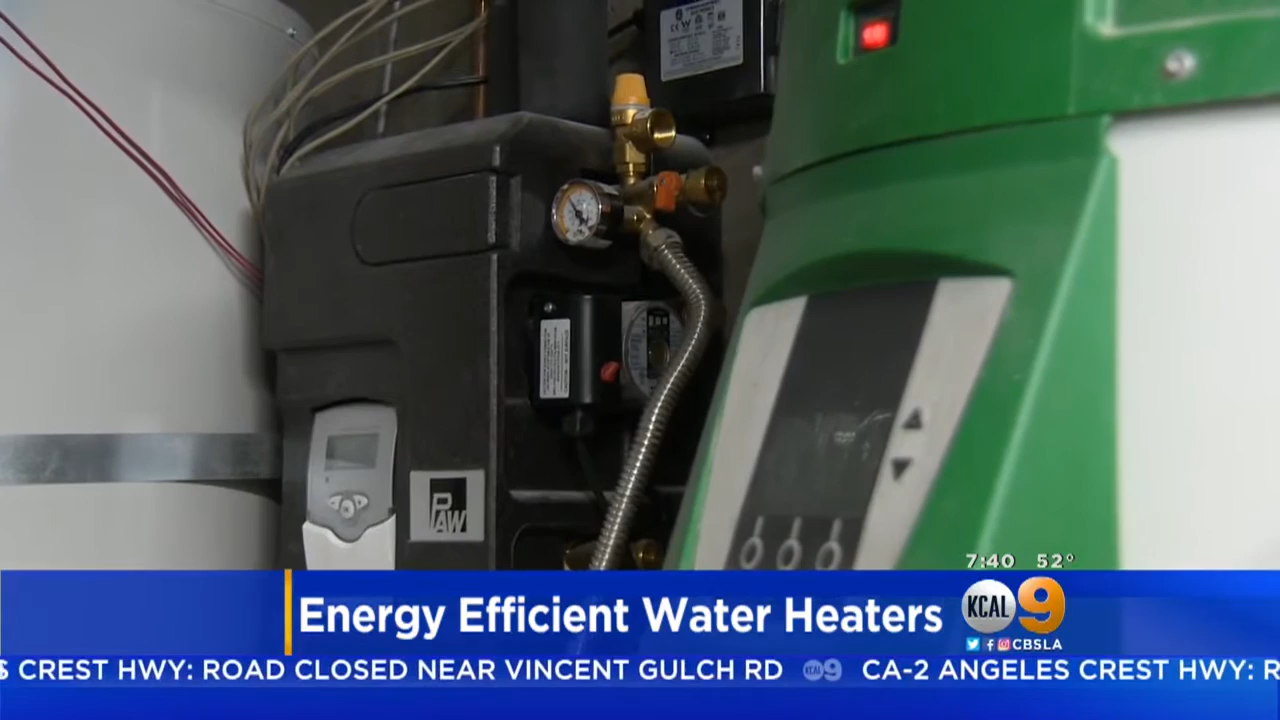 PAW
7:40 52°
Energy Efficient Water Heaters
KCAL 9
CBSLA
CREST HWY: ROAD CLOSED NEAR VINCENT GULCH RD KCAL 9 CA-2 ANGELES CREST HWY: R